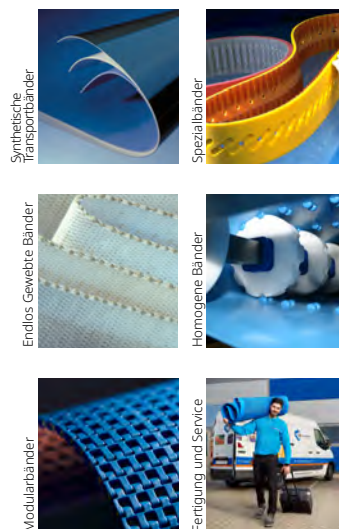 Synthetische
Transportbänder
Spezialbänder
Endlos Gewebte Bänder
Homogene Bänder
Modularbänder
Fertigung und Service